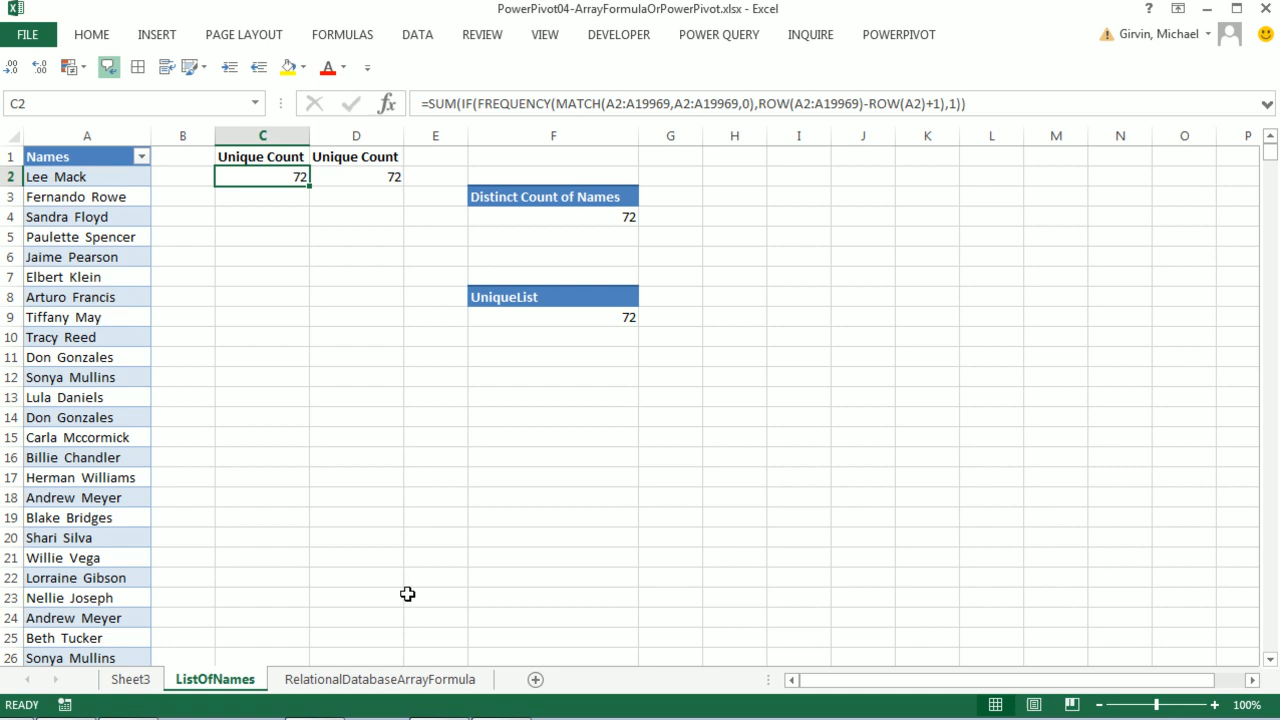 PowerPivot04-ArrayFormulaOrPowerPivot.xlsx - Excel
FILE HOME INSERT PAGE LAYOUT FORMULAS DATA REVIEW VIEW DEVELOPER POWER QUERY INQUIRE POWERPIVOT Girvin, Michael
C2 fx =SUM(IF(FREQUENCY(MATCH(A2:A19969,A2:A19969,0),ROW(A2:A19969)-ROW(A2)+1),1))
A B C D E F G H I J K L M N O P
1 Names Unique Count Unique Count
2 Lee Mack 72 72
3 Fernando Rowe Distinct Count of Names
4 Sandra Floyd 72
5 Paulette Spencer
6 Jaime Pearson
7 Elbert Klein
8 Arturo Francis UniqueList
9 Tiffany May 72
10 Tracy Reed
11 Don Gonzales
12 Sonya Mullins
13 Lula Daniels
14 Don Gonzales
15 Carla Mccormick
16 Billie Chandler
17 Herman Williams
18 Andrew Meyer
19 Blake Bridges
20 Shari Silva
21 Willie Vega
22 Lorraine Gibson
23 Nellie Joseph
24 Andrew Meyer
25 Beth Tucker
26 Sonya Mullins
Sheet3 ListOfNames RelationalDatabaseArrayFormula
READY 100%